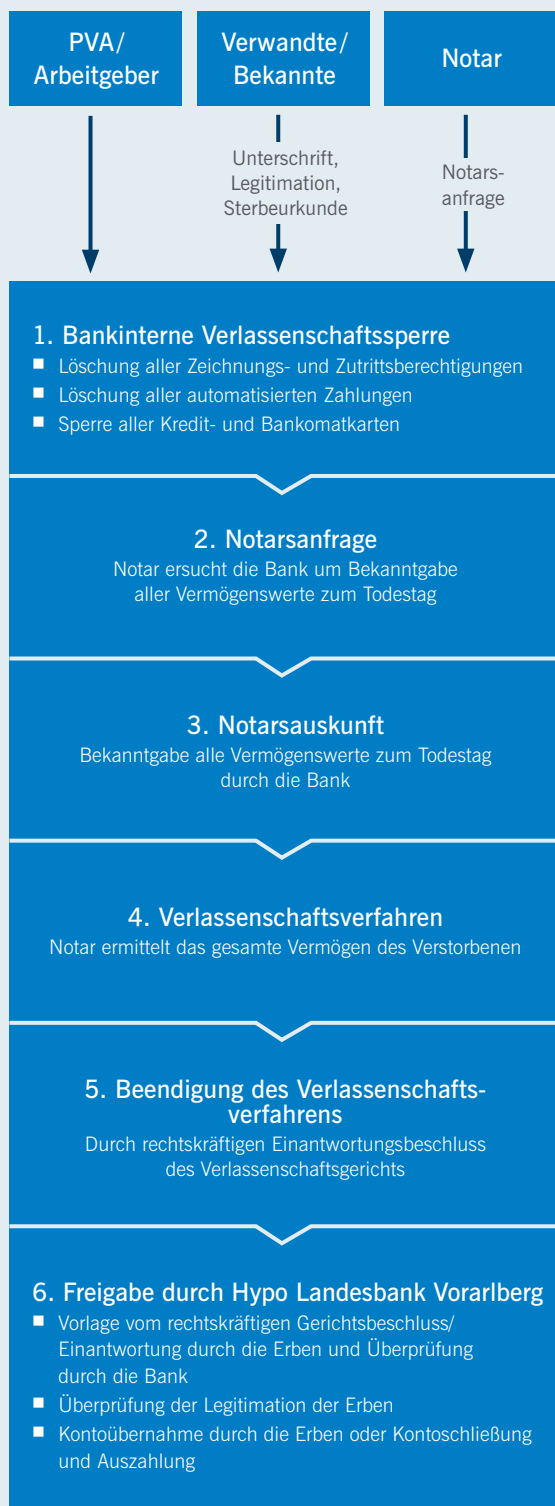 PVA/
Arbeitgeber
Verwandte/
Bekannte
Notar
Unterschrift,
Legitimation,
Sterbeurkunde
Notars-
anfrage
1. Bankinterne Verlassenschaftssperre
■ Löschung aller Zeichnungs- und Zutrittsberechtigungen
■ Löschung aller automatisierten Zahlungen
■ Sperre aller Kredit- und Bankomatkarten
2. Notarsanfrage
Notar ersucht die Bank um Bekanntgabe
aller Vermögenswerte zum Todestag
3. Notarsauskunft
Bekanntgabe alle Vermögenswerte zum Todestag
durch die Bank
4. Verlassenschaftsverfahren
Notar ermittelt das gesamte Vermögen des Verstorbenen
5. Beendigung des Verlassenschafts-
verfahrens
Durch rechtskräftigen Einantwortungsbeschluss
des Verlassenschaftsgerichts
6. Freigabe durch Hypo Landesbank Vorarlberg
■ Vorlage vom rechtskräftigen Gerichtsbeschluss/
Einantwortung durch die Erben und Überprüfung
durch die Bank
■ Überprüfung der Legitimation der Erben
■ Kontoübernahme durch die Erben oder Kontoschließung
und Auszahlung